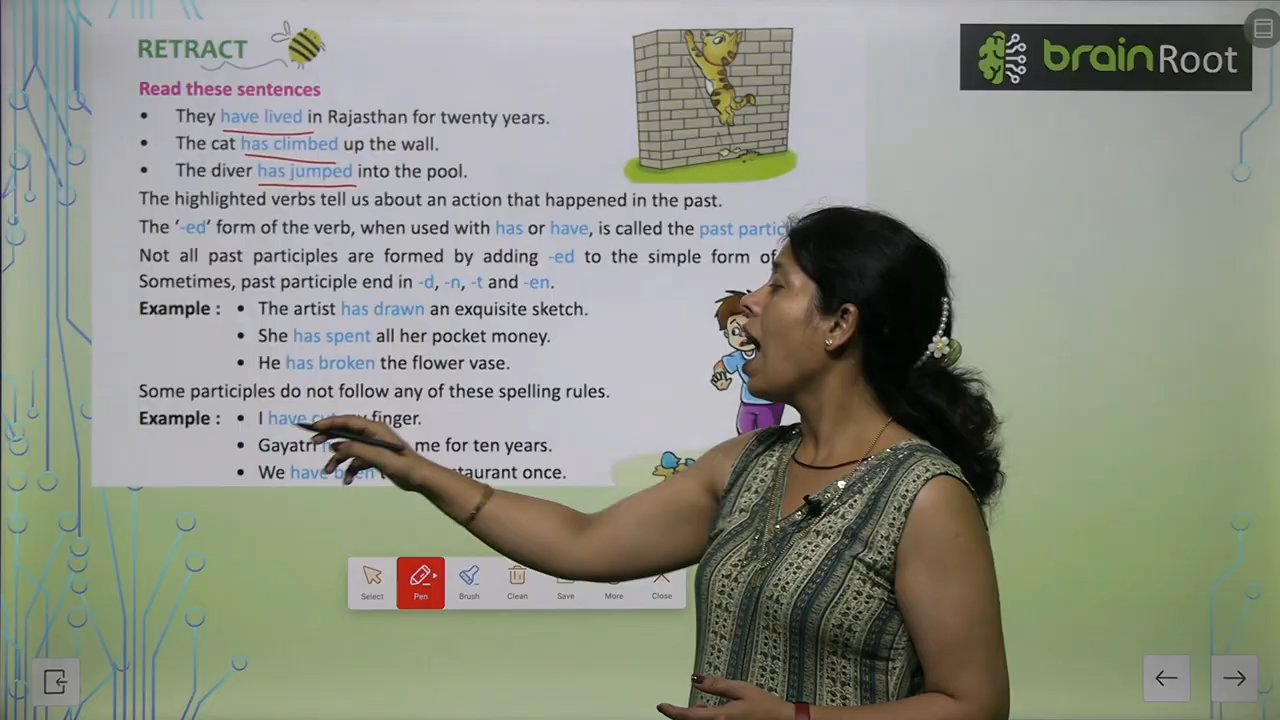 RETRACT
brainRoot
Read these sentences
• They have lived in Rajasthan for twenty years.
• The cat has climbed up the wall.
• The diver has jumped into the pool.
The highlighted verbs tell us about an action that happened in the past.
The '-ed' form of the verb, when used with has or have, is called the past
Not all past participles are formed by adding -ed to the simple form of
Sometimes, past participle end in -d, -n, -t and -en.
Example : • The artist has drawn an exquisite sketch.
• She has spent all her pocket money.
• He has broken the flower vase.
Some participles do not follow any of these spelling rules.
Example : • I have finger.
• Gayatri me for ten years.
• We have once.
Select Pen Brush Clean Save More Close